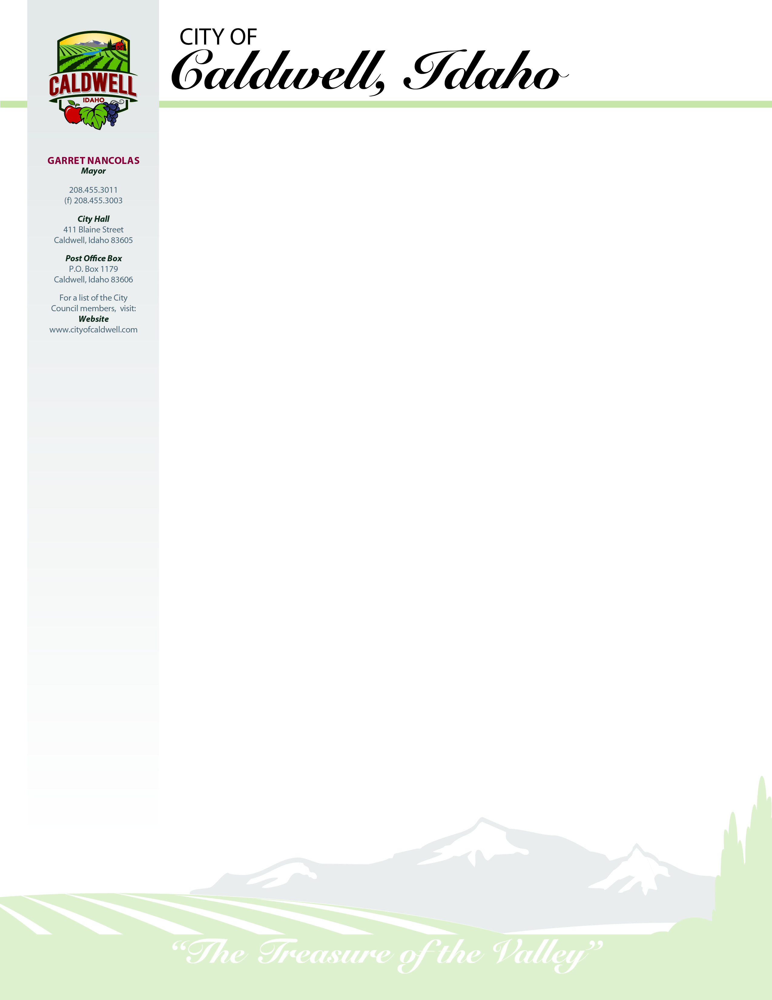 CITY OF
Caldwell, Idaho
CALDWELL
IDAHO
GARRET NANCOLAS
Mayor
208.455.3011
(f) 208.455.3003
City Hall
411 Blaine Street
Caldwell, Idaho 83605
Post Office Box
P.O. Box 1179
Caldwell, Idaho 83606
For a list of the City
Council members,  visit:
Website
www.cityofcaldwell.com
“The Treasure of the Valley”